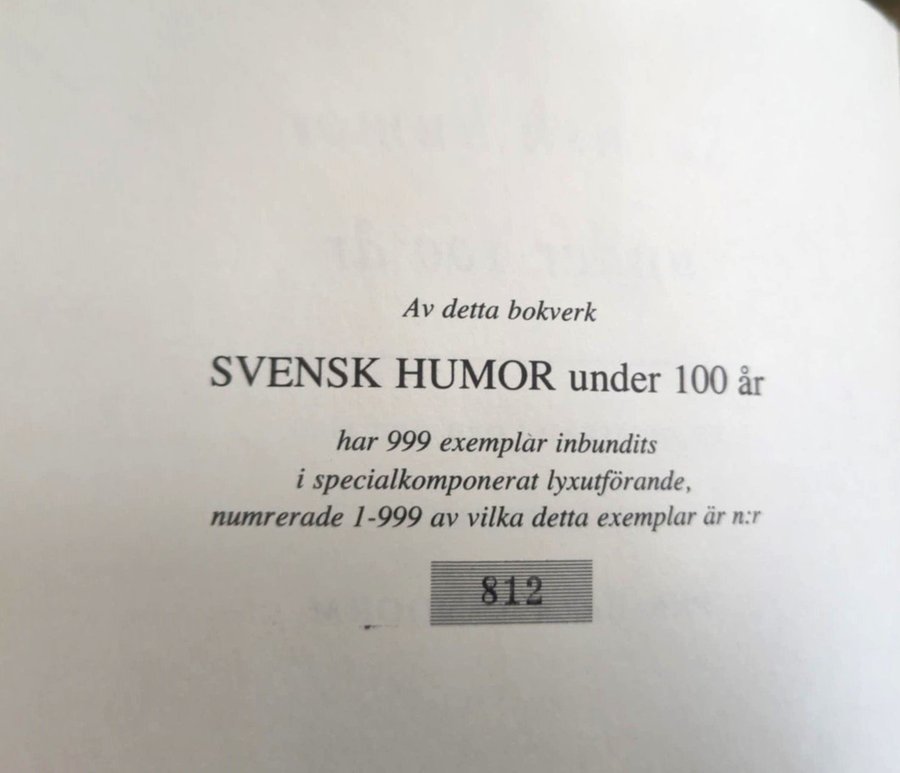 Av detta bokverk
SVENSK HUMOR under 100 år
har 999 exemplar inbundits
i specialkomponerat lyxutförande,
numrerade 1-999 av vilka detta exemplar är n:r
812